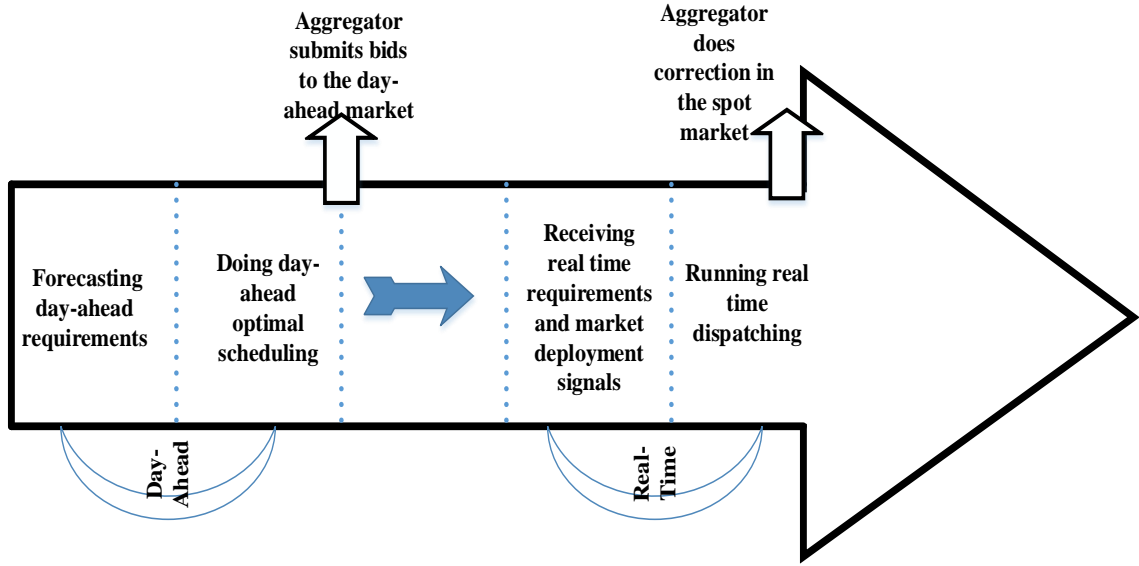 Aggregator
submits bids
to the day-
ahead market
Aggregator
does
correction in
the spot
market
Forecasting
day-ahead
requirements
Doing day-
ahead
optimal
scheduling
Receiving
real time
requirements
and market
deployment
signals
Running real
time
dispatching
Day-
Ahead
Real-
Time